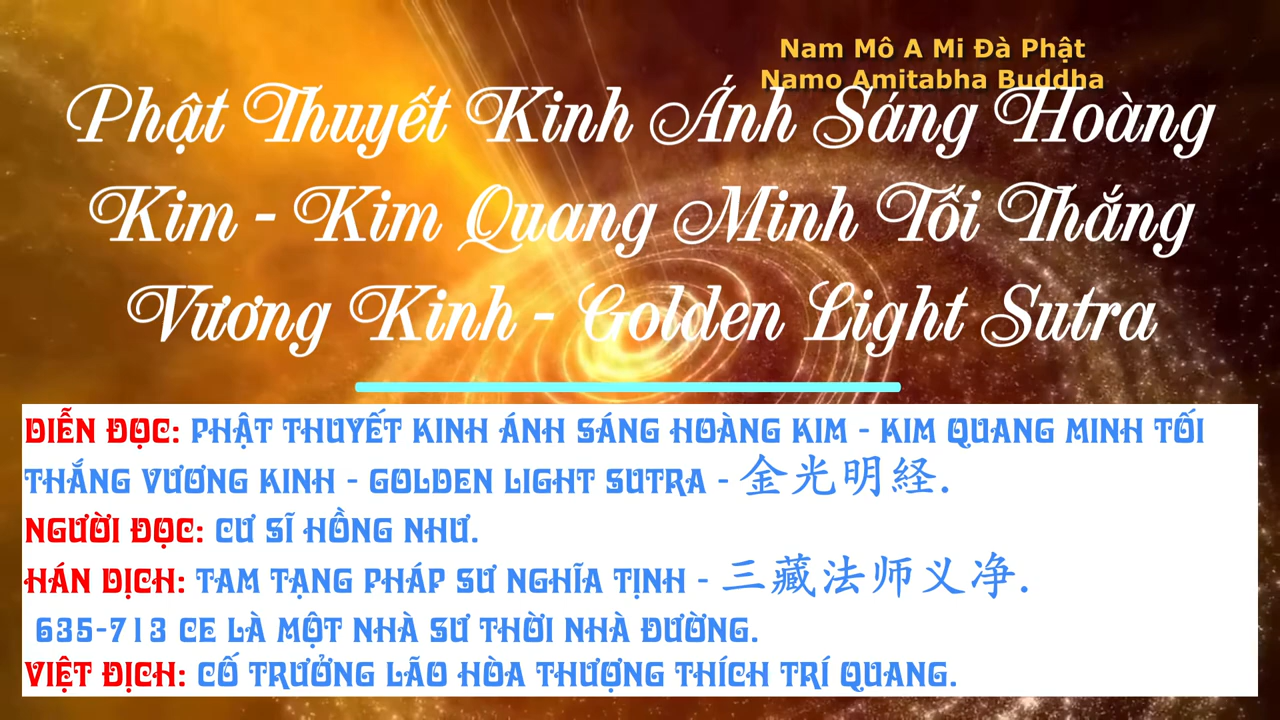 Nam Mô A Mi Đà Phật
Namo Amitabha Buddha
Phật Thuyết Kinh Ánh Sáng Hoàng
Kim - Kim Quang Minh Tối Thắng
Vương Kinh - Golden Light Sutra
DIỄN ĐỌC: PHẬT THUYẾT KINH ÁNH SÁNG HOÀNG KIM - KIM QUANG MINH TỐI
THẮNG VƯƠNG KINH - GOLDEN LIGHT SUTRA - 金光明経.
NGƯỜI ĐỌC: CƯ SĨ HỒNG NHƯ.
HÁN DỊCH: TAM TẠNG PHÁP SƯ NGHĨA TỊNH - 三藏法师义净.
635-713 CE LÀ MỘT NHÀ SƯ THỜI NHÀ ĐƯỜNG.
VIỆT ĐỊCH: CỐ TRƯỞNG LÃO HÒA THƯỢNG THÍCH TRÍ QUANG.